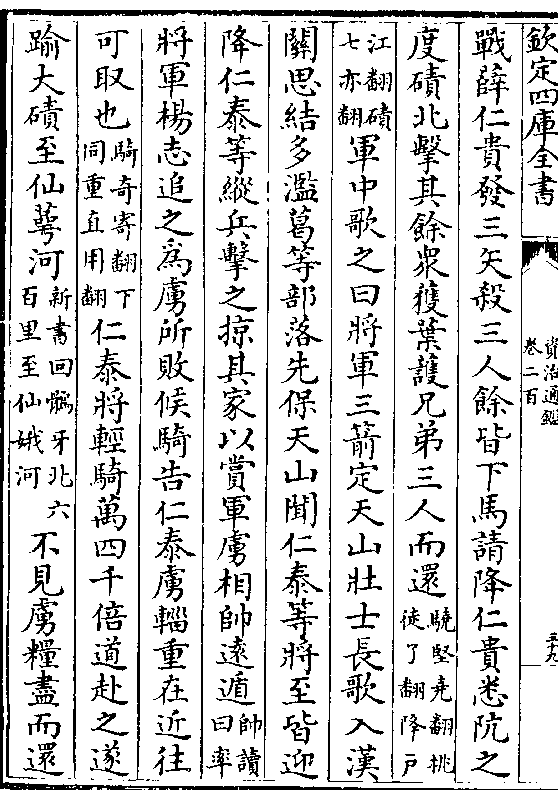 欽定四庫全書
資治通鑑
卷二百
戰薛仁貴發三矢殺三人餘皆下馬請降仁貴悉阬之
度磧北擊其餘衆獲葉護兄弟三人而還驍堅堯翻挑
徒了翻降户
江翻磧
七亦翻軍中歌之曰將軍三箭定天山壯士長歌入漢
關思結多濫葛等部落先保天山聞仁泰等將至皆迎
降仁泰等縱兵擊之掠其家以賞軍虜相帥遠遁帥讀
曰率
將軍楊志追之爲虜所敗候騎告仁泰虜輜重在近往
可取也騎奇寄翻下
同重直用翻仁泰將輕騎萬四千倍道赴之遂
踰大磧至仙萼河新書回鶻牙北六
百里至仙娥河不見虜糧盡而還